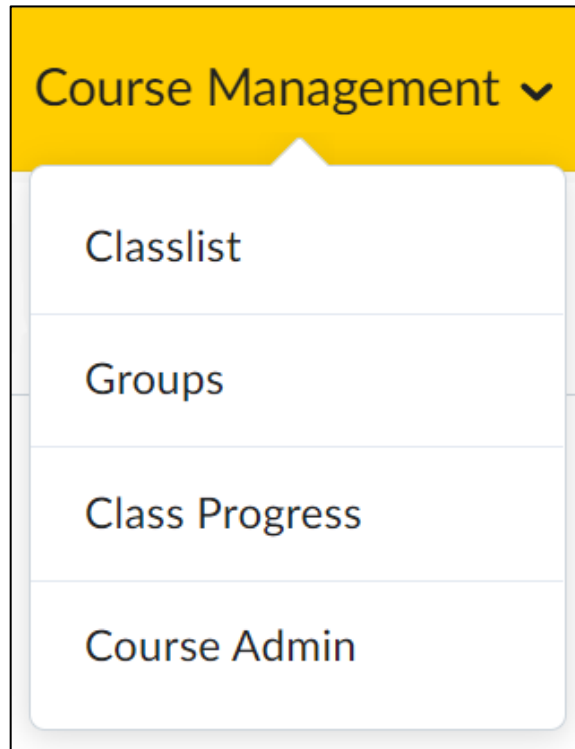 Course Management
Classlist
Groups
Class Progress
Course Admin